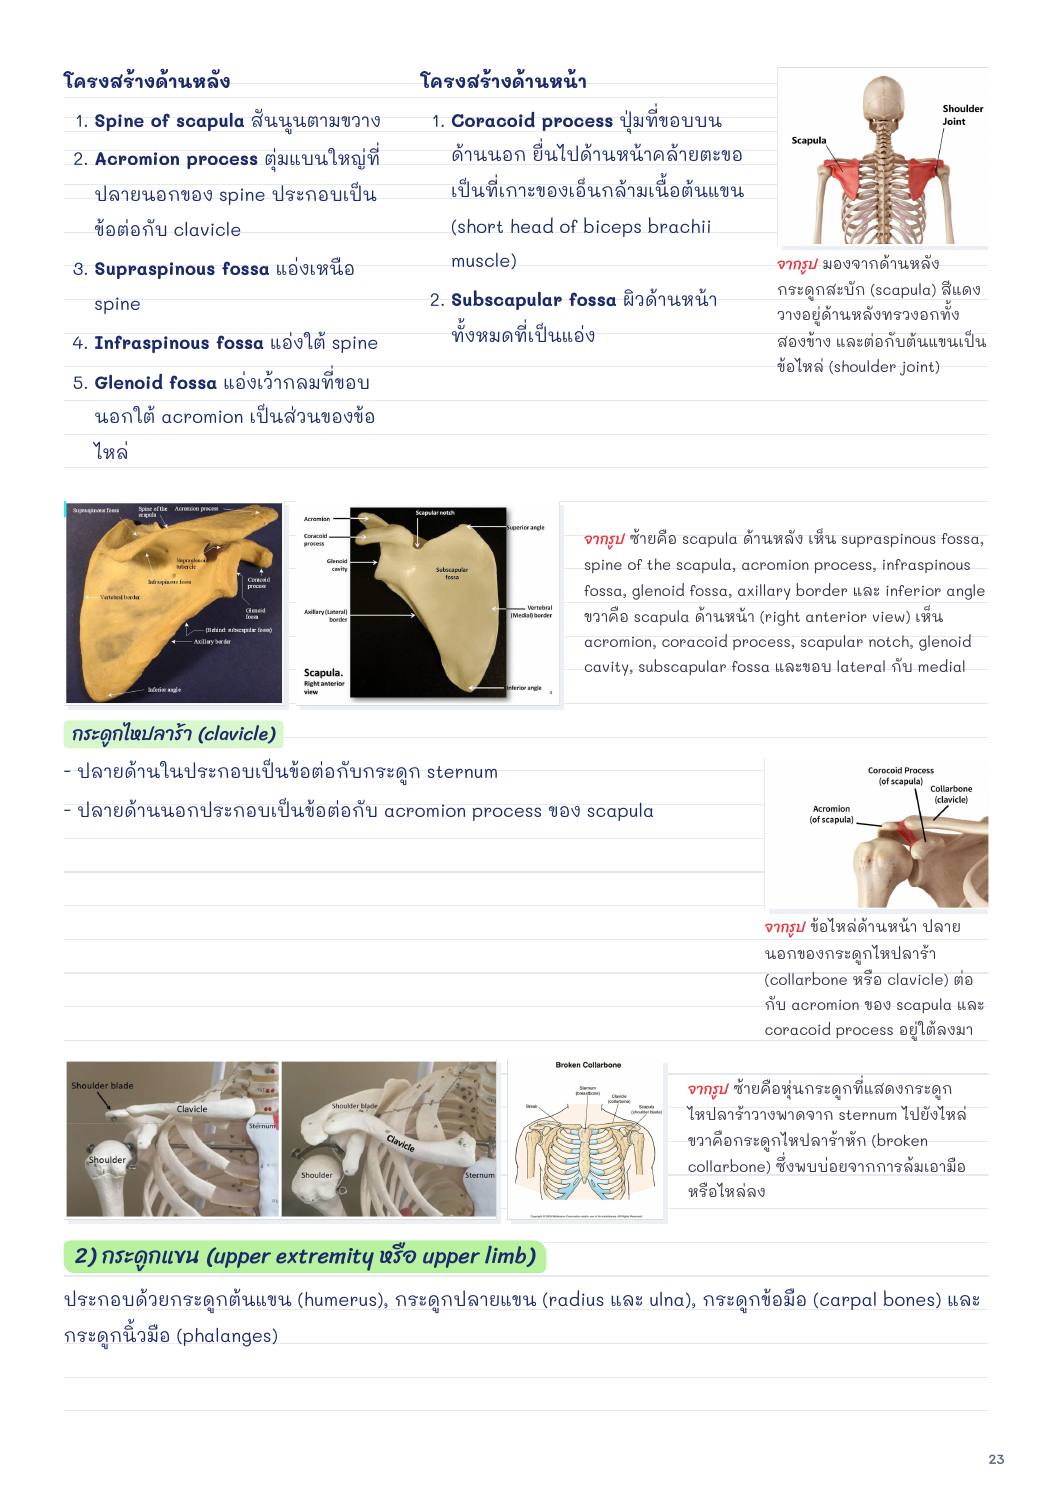 โครงสร้างด้านหลัง
1. Spine of scapula สันนูนตามขวาง
2. Acromion process ตุ่มแบนใหญ่ที่
ปลายนอกของ spine ประกอบเป็น
ข้อต่อกับ clavicle
3. Supraspinous fossa แอ่งเหนือ
spine
4. Infraspinous fossa แอ่งใต้ spine
5. Glenoid fossa แอ่งเว้ากลมที่ขอบ
นอกใต้ acromion เป็นส่วนของข้อ
ไหล่
โครงสร้างด้านหน้า
1. Coracoid process ปุ่มที่ขอบบน
ด้านนอก ยื่นไปด้านหน้าคล้ายตะขอ
เป็นที่เกาะของเอ็นกล้ามเนื้อต้นแขน
(short head of biceps brachii
muscle)
2. Subscapular fossa ผิวด้านหน้า
ทั้งหมดที่เป็นแอ่ง
Shoulder
Joint
Scapula
จากรูป มองจากด้านหลัง
กระดูกสะบัก (scapula) สีแดง
วางอยู่ด้านหลังทรวงอกทั้ง
สองข้าง และต่อกับต้นแขนเป็น
ข้อไหล่ (shoulder joint)
Supraspinous fossa
Spine of the
scapula
Acromion process
Supraglenoid
tubercle
Infraspinous fossa
Coracoid
process
Vertebral border
Glenoid
fossa
(Behind: subscapular fossa)
Axillary border
Inferior angle
Acromion
Scapular notch
Superior angle
Coracoid
process
Glenoid
cavity
Subscapular
fossa
Axillary (Lateral)
border
Vertebral
(Medial) border
Scapula.
Right anterior
view
Inferior angle
จากรูป ซ้ายคือ scapula ด้านหลัง เห็น supraspinous fossa,
spine of the scapula, acromion process, infraspinous
fossa, glenoid fossa, axillary border และ inferior angle
ขวาคือ scapula ด้านหน้า (right anterior view) เห็น
acromion, coracoid process, scapular notch, glenoid
cavity, subscapular fossa และขอบ lateral กับ medial
กระดูกไหปลาร้า (clavicle)
- ปลายด้านในประกอบเป็นข้อต่อกับกระดูก sternum
- ปลายด้านนอกประกอบเป็นข้อต่อกับ acromion process ของ scapula
Corocoid Process
(of scapula)
Collarbone
(clavicle)
Acromion
(of scapula)
จากรูป ข้อไหล่ด้านหน้า ปลาย
นอกของกระดูกไหปลาร้า
(collarbone หรือ clavicle) ต่อ
กับ acromion ของ scapula และ
coracoid process อยู่ใต้ลงมา
Shoulder blade
Clavicle
Sternum
Shoulder
Shoulder blade
Clavicle
Shoulder
Sternum
Broken Collarbone
Sternum
(breastbone)
Clavicle
(collarbone)
Break
Scapula
(shoulder blade)
จากรูป ซ้ายคือหุ่นกระดูกที่แสดงกระดูก
ไหปลาร้าวางพาดจาก sternum ไปยังไหล่
ขวาคือกระดูกไหปลาร้าหัก (broken
collarbone) ซึ่งพบบ่อยจากการล้มเอามือ
หรือไหล่ลง
2) กระดูกแขน (upper extremity หรือ upper limb)
ประกอบด้วยกระดูกต้นแขน (humerus), กระดูกปลายแขน (radius และ ulna), กระดูกข้อมือ (carpal bones) และ
กระดูกนิ้วมือ (phalanges)
23